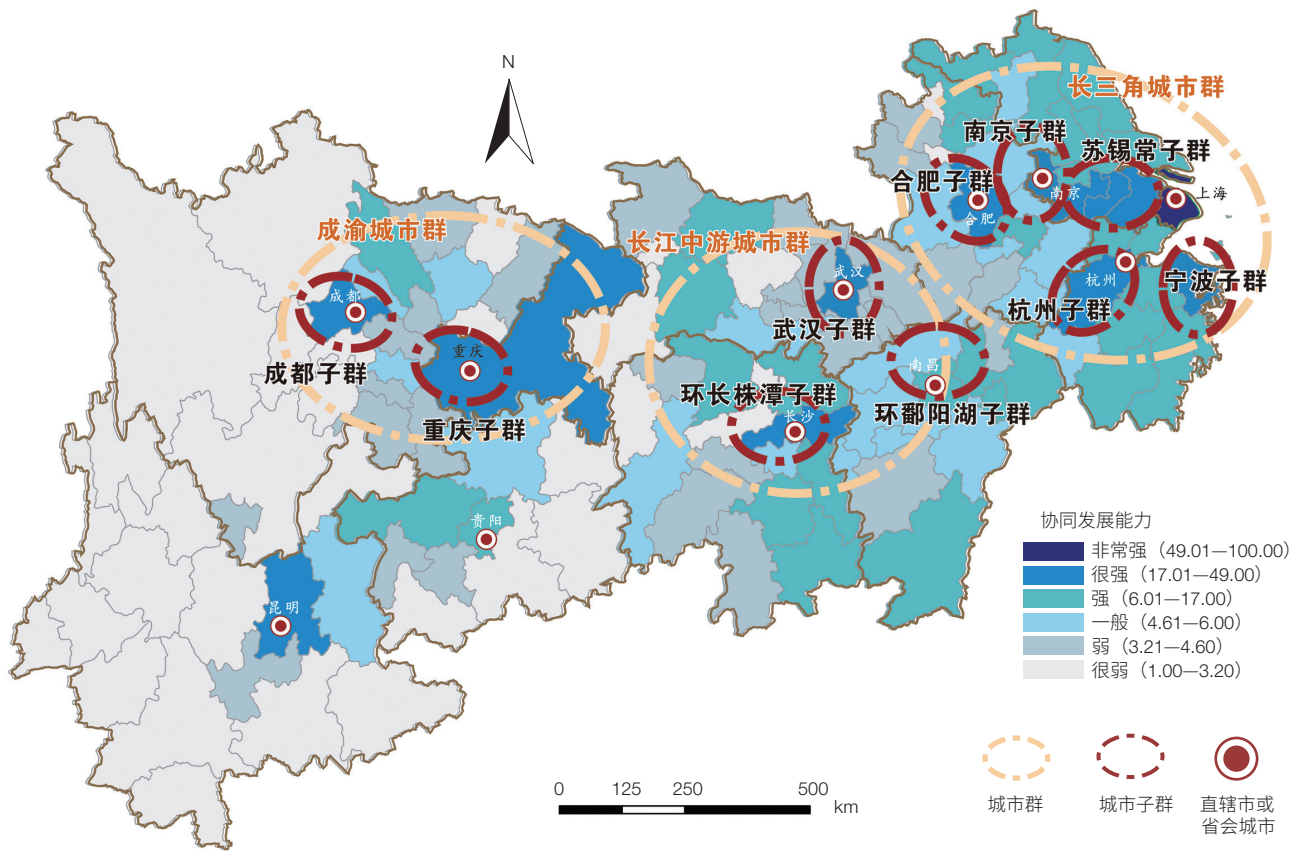 N
长三角城市群
南京子群
苏锡常子群
合肥子群
南京
上海
合肥
成渝城市群
长江中游城市群
武汉
杭州
宁波子群
成都
杭州子群
武汉子群
重庆
南昌
成都子群
环长株潭子群
长沙
环鄱阳湖子群
重庆子群
贵阳
昆明
协同发展能力
非常强（49.01—100.00）
很强（17.01—49.00）
强（6.01—17.00）
一般（4.61—6.00）
弱（3.21—4.60）
很弱（1.00—3.20）
0 125 250 500
km
城市群
城市子群
直辖市或
省会城市